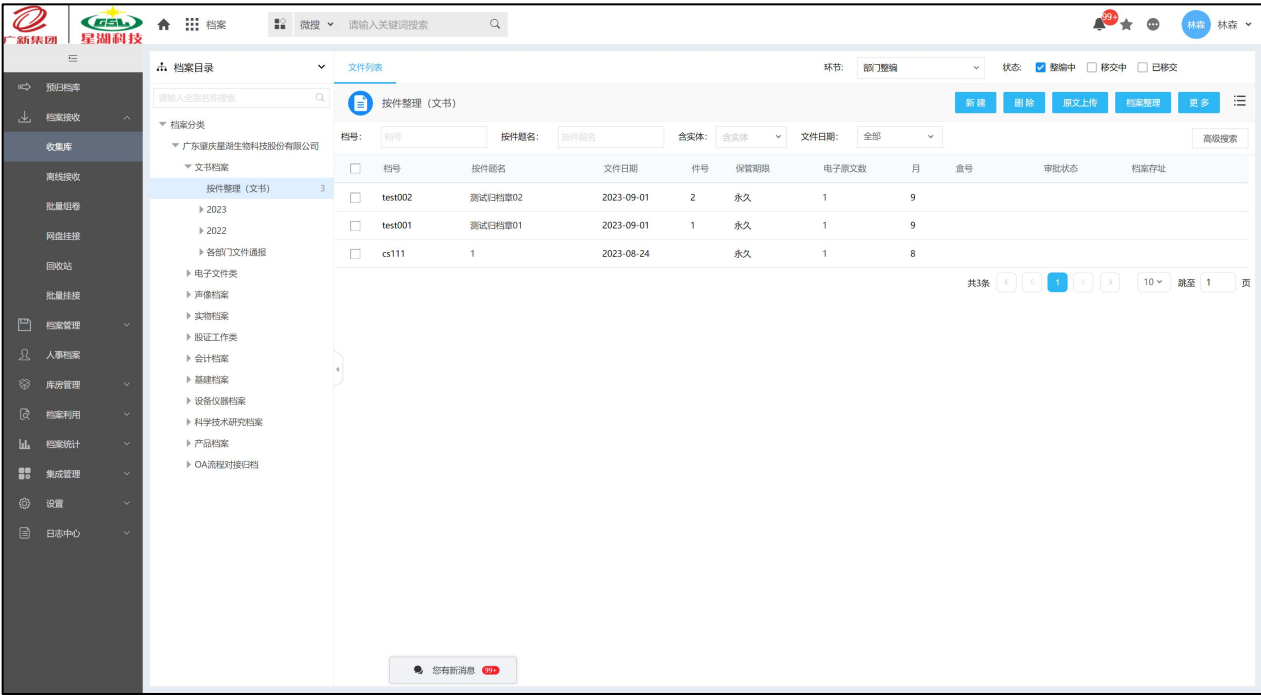 广新集团 GSL 星湖科技 档案 微搜 请输入关键词搜索 99+ 林森 林森
预归档库
档案接收
收集库
离线接收
批量组卷
网盘挂接
回收站
批量挂接
档案管理
人事档案
库房管理
档案利用
档案统计
集成管理
设置
日志中心
档案目录
请输入全宗名称搜索
档案分类
广东肇庆星湖生物科技股份有限公司
文书档案
按件整理（文书） 3
2023
2022
各部门文件通报
电子文件类
声像档案
实物档案
股证工作类
会计档案
基建档案
设备仪器档案
科学技术研究档案
产品档案
OA流程对接归档
文件列表 环节: 部门整编 状态: 整编中 移交中 已移交
按件整理（文书） 新建 删除 原文上传 档案整理 更多
档号: 档号 按件题名: 按件题名 含实体: 含实体 文件日期: 全部 高级搜索
档号 按件题名 文件日期 件号 保管期限 电子原文数 月 盒号 审批状态 档案存址
test002 测试归档章02 2023-09-01 2 永久 1 9
test001 测试归档章01 2023-09-01 1 永久 1 9
cs111 1 2023-08-24 永久 1 8
共3条 1 10 跳至 1 页
您有新消息 99+